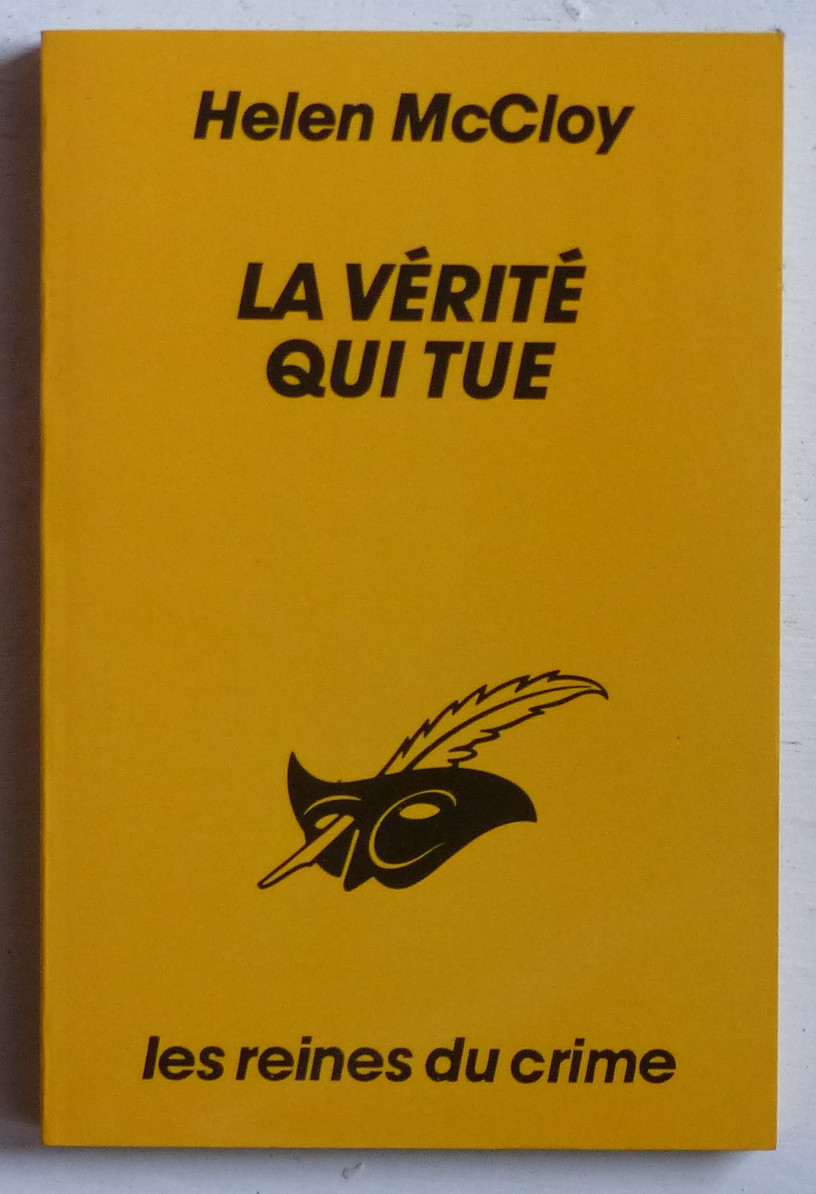 Helen McCloy
LA VÉRITÉ
QUI TUE
les reines du crime